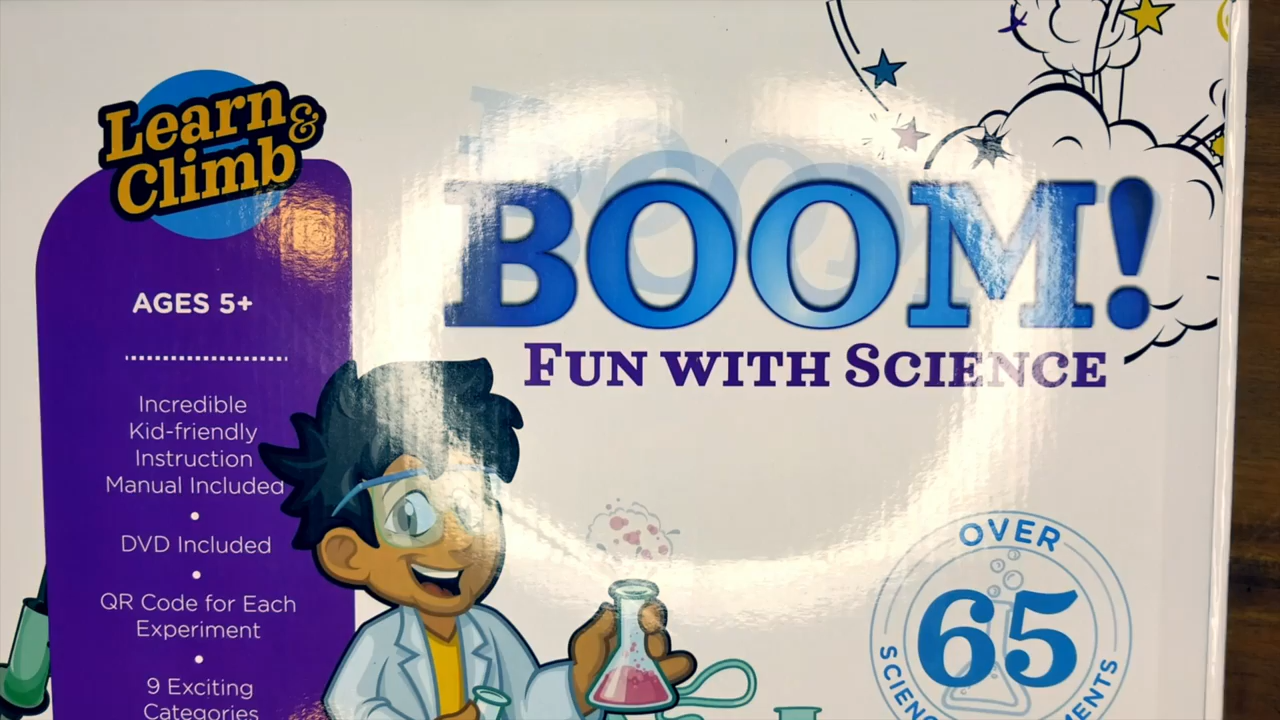 Learn &
Climb
AGES 5+
Incredible
Kid-friendly
Instruction
Manual Included
DVD Included
QR Code for Each
Experiment
9 Exciting
Categories
BOOM!
FUN WITH SCIENCE
OVER
65